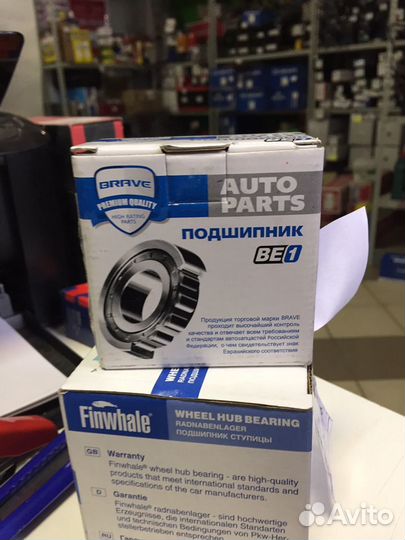 BRAVE
PREMIUM QUALITY
HIGH RATING
PARTS
AUTO
PARTS
ПОДШИПНИК
BE1
Продукция торговой марки BRAVE
проходит высочайший контроль
качества и отвечает всем требованиям
и стандартам автозапчастей Российской
Федерации, о чем свидетельствует знак
Евразийского соответствия
Finwhale®
WHEEL HUB BEARING
RADNABENLAGER
ПОДШИПНИК СТУПИЦЫ
GB Warranty
Finwhale® wheel hub bearing - are high-quality
products that meet international standards and
specifications of the car manufacturers.
D Garantie
Finwhale® radnabenlager - sind hochwertige
Erzeugnisse, die internationalen Standarten
und technischen Bedienungen von Pkw-Her-
stellerbetrieben entsprechen.
RU
Avito